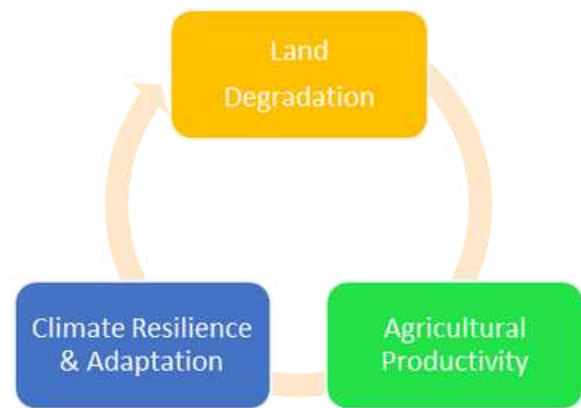 Land
Degradation
Climate Resilience
& Adaptation
Agricultural
Productivity